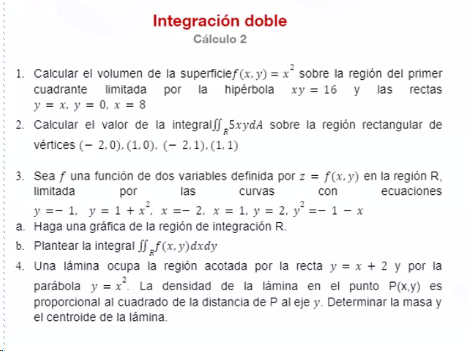 Integración doble
Cálculo 2
1. Calcular el volumen de la superficief(x, y) = x² sobre la región del primer
cuadrante limitada por la hipérbola xy = 16 y las rectas
y = x, y = 0, x = 8
2. Calcular el valor de la integral∬_R 5xydA sobre la región rectangular de
vértices (− 2, 0), (1, 0), (− 2, 1), (1, 1)
3. Sea f una función de dos variables definida por z = f(x, y) en la región R,
limitada por las curvas con ecuaciones
y =− 1, y = 1 + x², x =− 2, x = 1, y = 2, y² =− 1 − x
a. Haga una gráfica de la región de integración R.
b. Plantear la integral ∬_R f(x, y)dxdy
4. Una lámina ocupa la región acotada por la recta y = x + 2 y por la
parábola y = x². La densidad de la lámina en el punto P(x,y) es
proporcional al cuadrado de la distancia de P al eje y. Determinar la masa y
el centroide de la lámina.